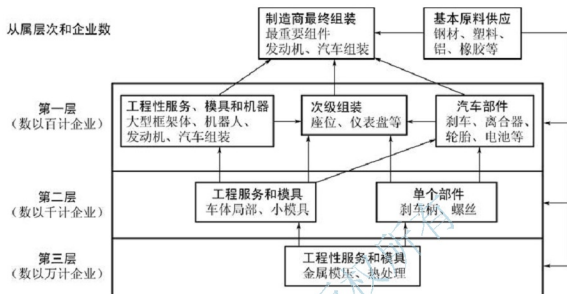 从属层次和企业数
制造商最终组装
最重要组件
发动机、汽车组装
基本原料供应
钢材、塑料、
铝、橡胶等
第一层
(数以百计企业)
工程性服务、模具和机器
大型框架体、机器人、
发动机、汽车组装
次级组装
座位、仪表盘等
汽车部件
刹车、离合器、
轮胎、电池等
第二层
(数以千计企业)
工程服务和模具
车体局部、小模具
单个部件
刹车柄、螺丝
第三层
(数以万计企业)
工程性服务和模具
金属模压、热处理